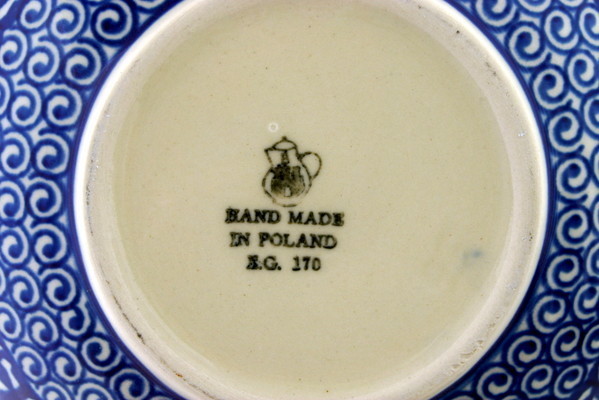 HAND MADE
IN POLAND
E.G. 170